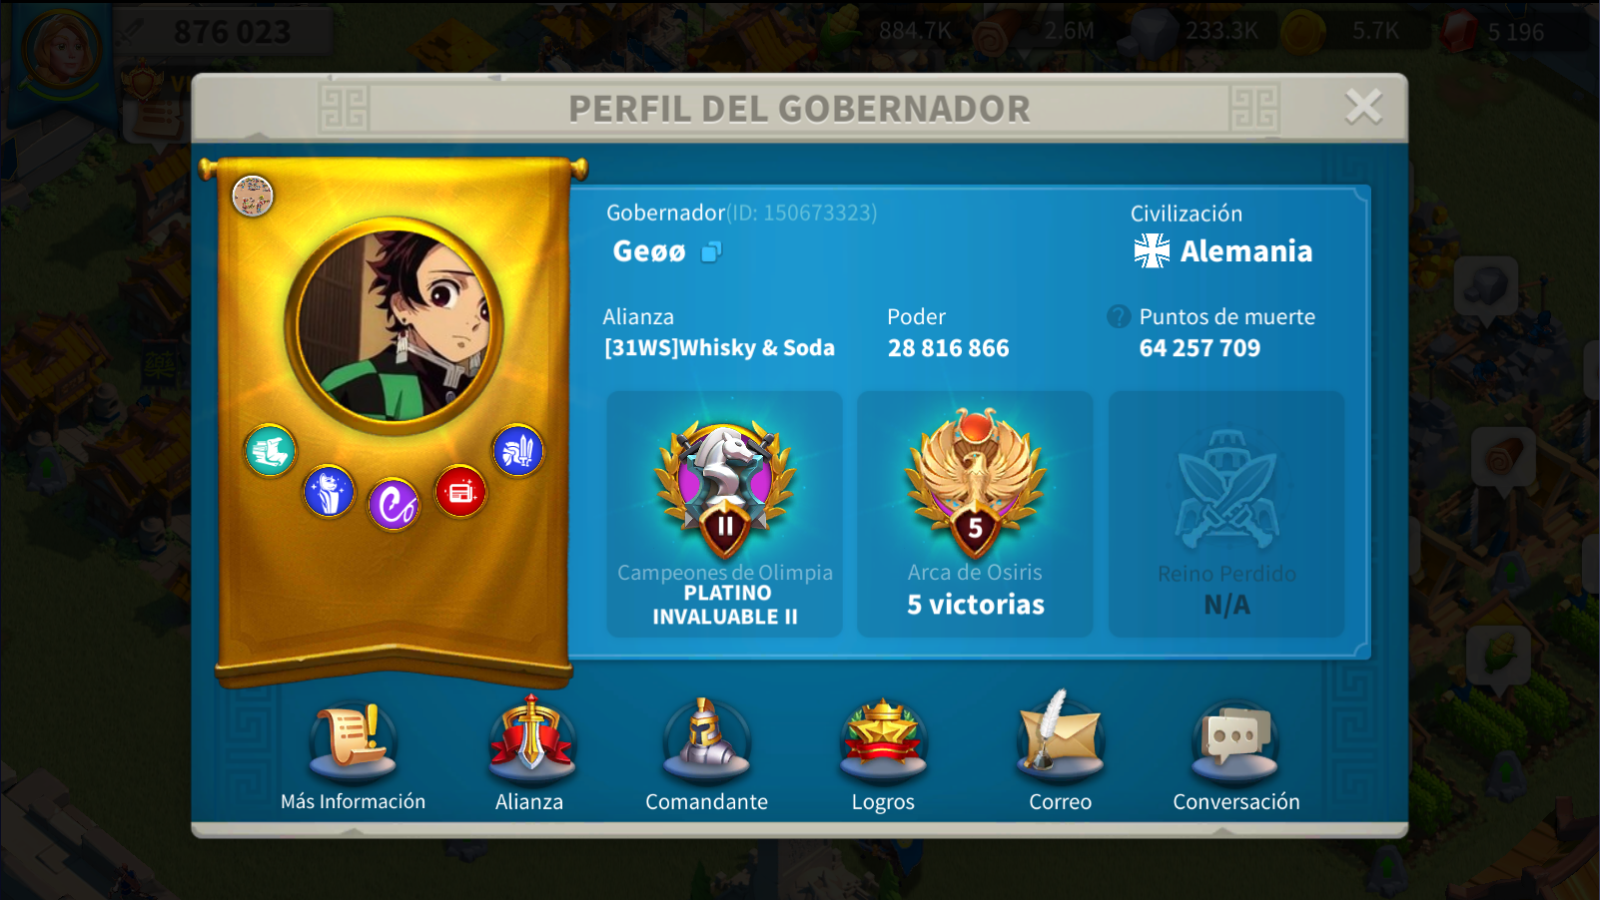 876 023
884.7K
2.6M
233.3K
5.7K
5 196
PERFIL DEL GOBERNADOR
Gobernador(ID: 150673323)
Geøø
Civilización
Alemania
Alianza
[31WS]Whisky & Soda
Poder
28 816 866
? Puntos de muerte
64 257 709
II
Campeones de Olimpia
PLATINO
INVALUABLE II
5
Arca de Osiris
5 victorias
Reino Perdido
N/A
Más Información
Alianza
Comandante
Logros
Correo
Conversación